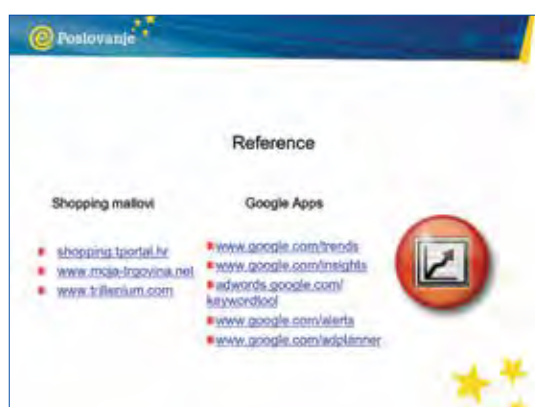 e Poslovanje
Reference
Shopping mallovi
shopping.tportal.hr
www.moja-trgovina.net
www.trillenium.com
Google Apps
www.google.com/trends
www.google.com/insights
adwords.google.com/
keywordtool
www.google.com/alerts
www.google.com/adplanner